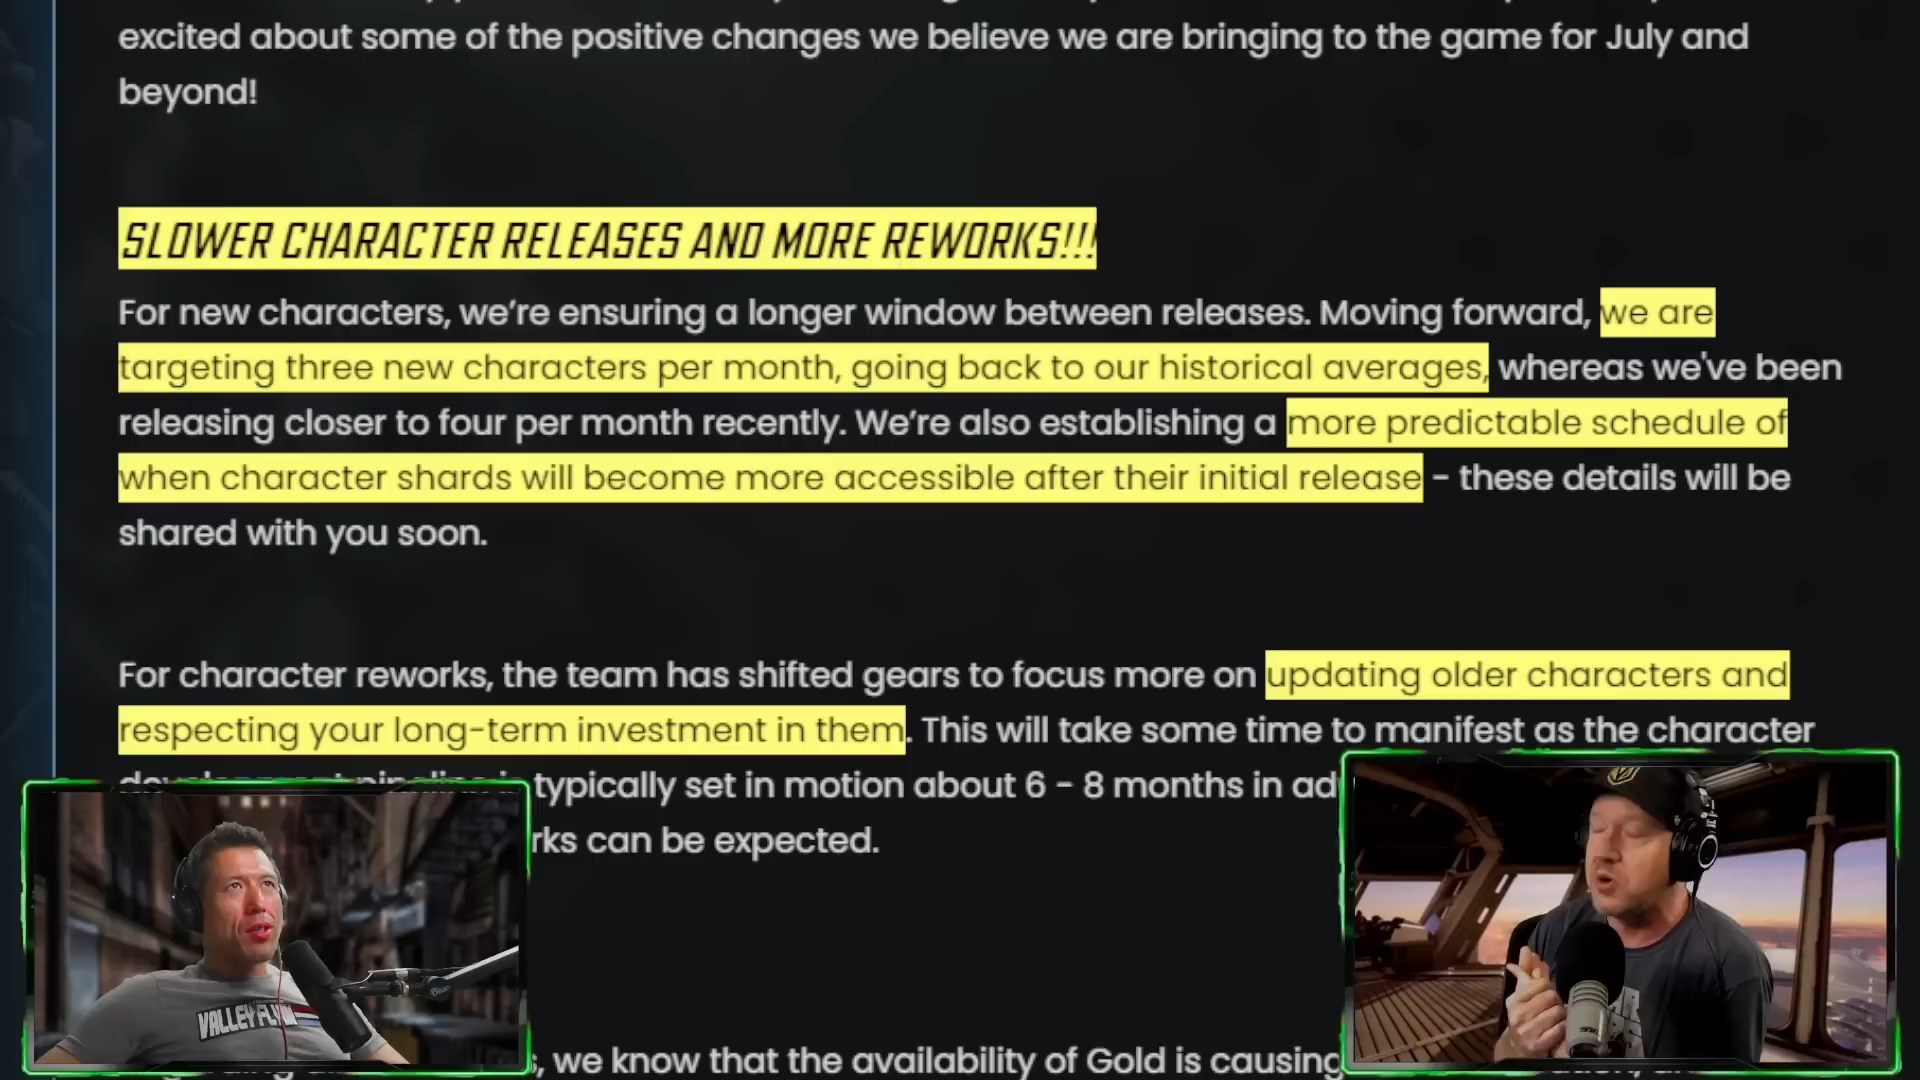 excited about some of the positive changes we believe we are bringing to the game for July and
beyond!
SLOWER CHARACTER RELEASES AND MORE REWORKS!!!
For new characters, we’re ensuring a longer window between releases. Moving forward, we are
targeting three new characters per month, going back to our historical averages, whereas we've been
releasing closer to four per month recently. We’re also establishing a more predictable schedule of
when character shards will become more accessible after their initial release – these details will be
shared with you soon.
For character reworks, the team has shifted gears to focus more on updating older characters and
respecting your long-term investment in them. This will take some time to manifest as the character
typically set in motion about 6 - 8 months in
can be expected.
VALLEY
we know that the availability of Gold is causing